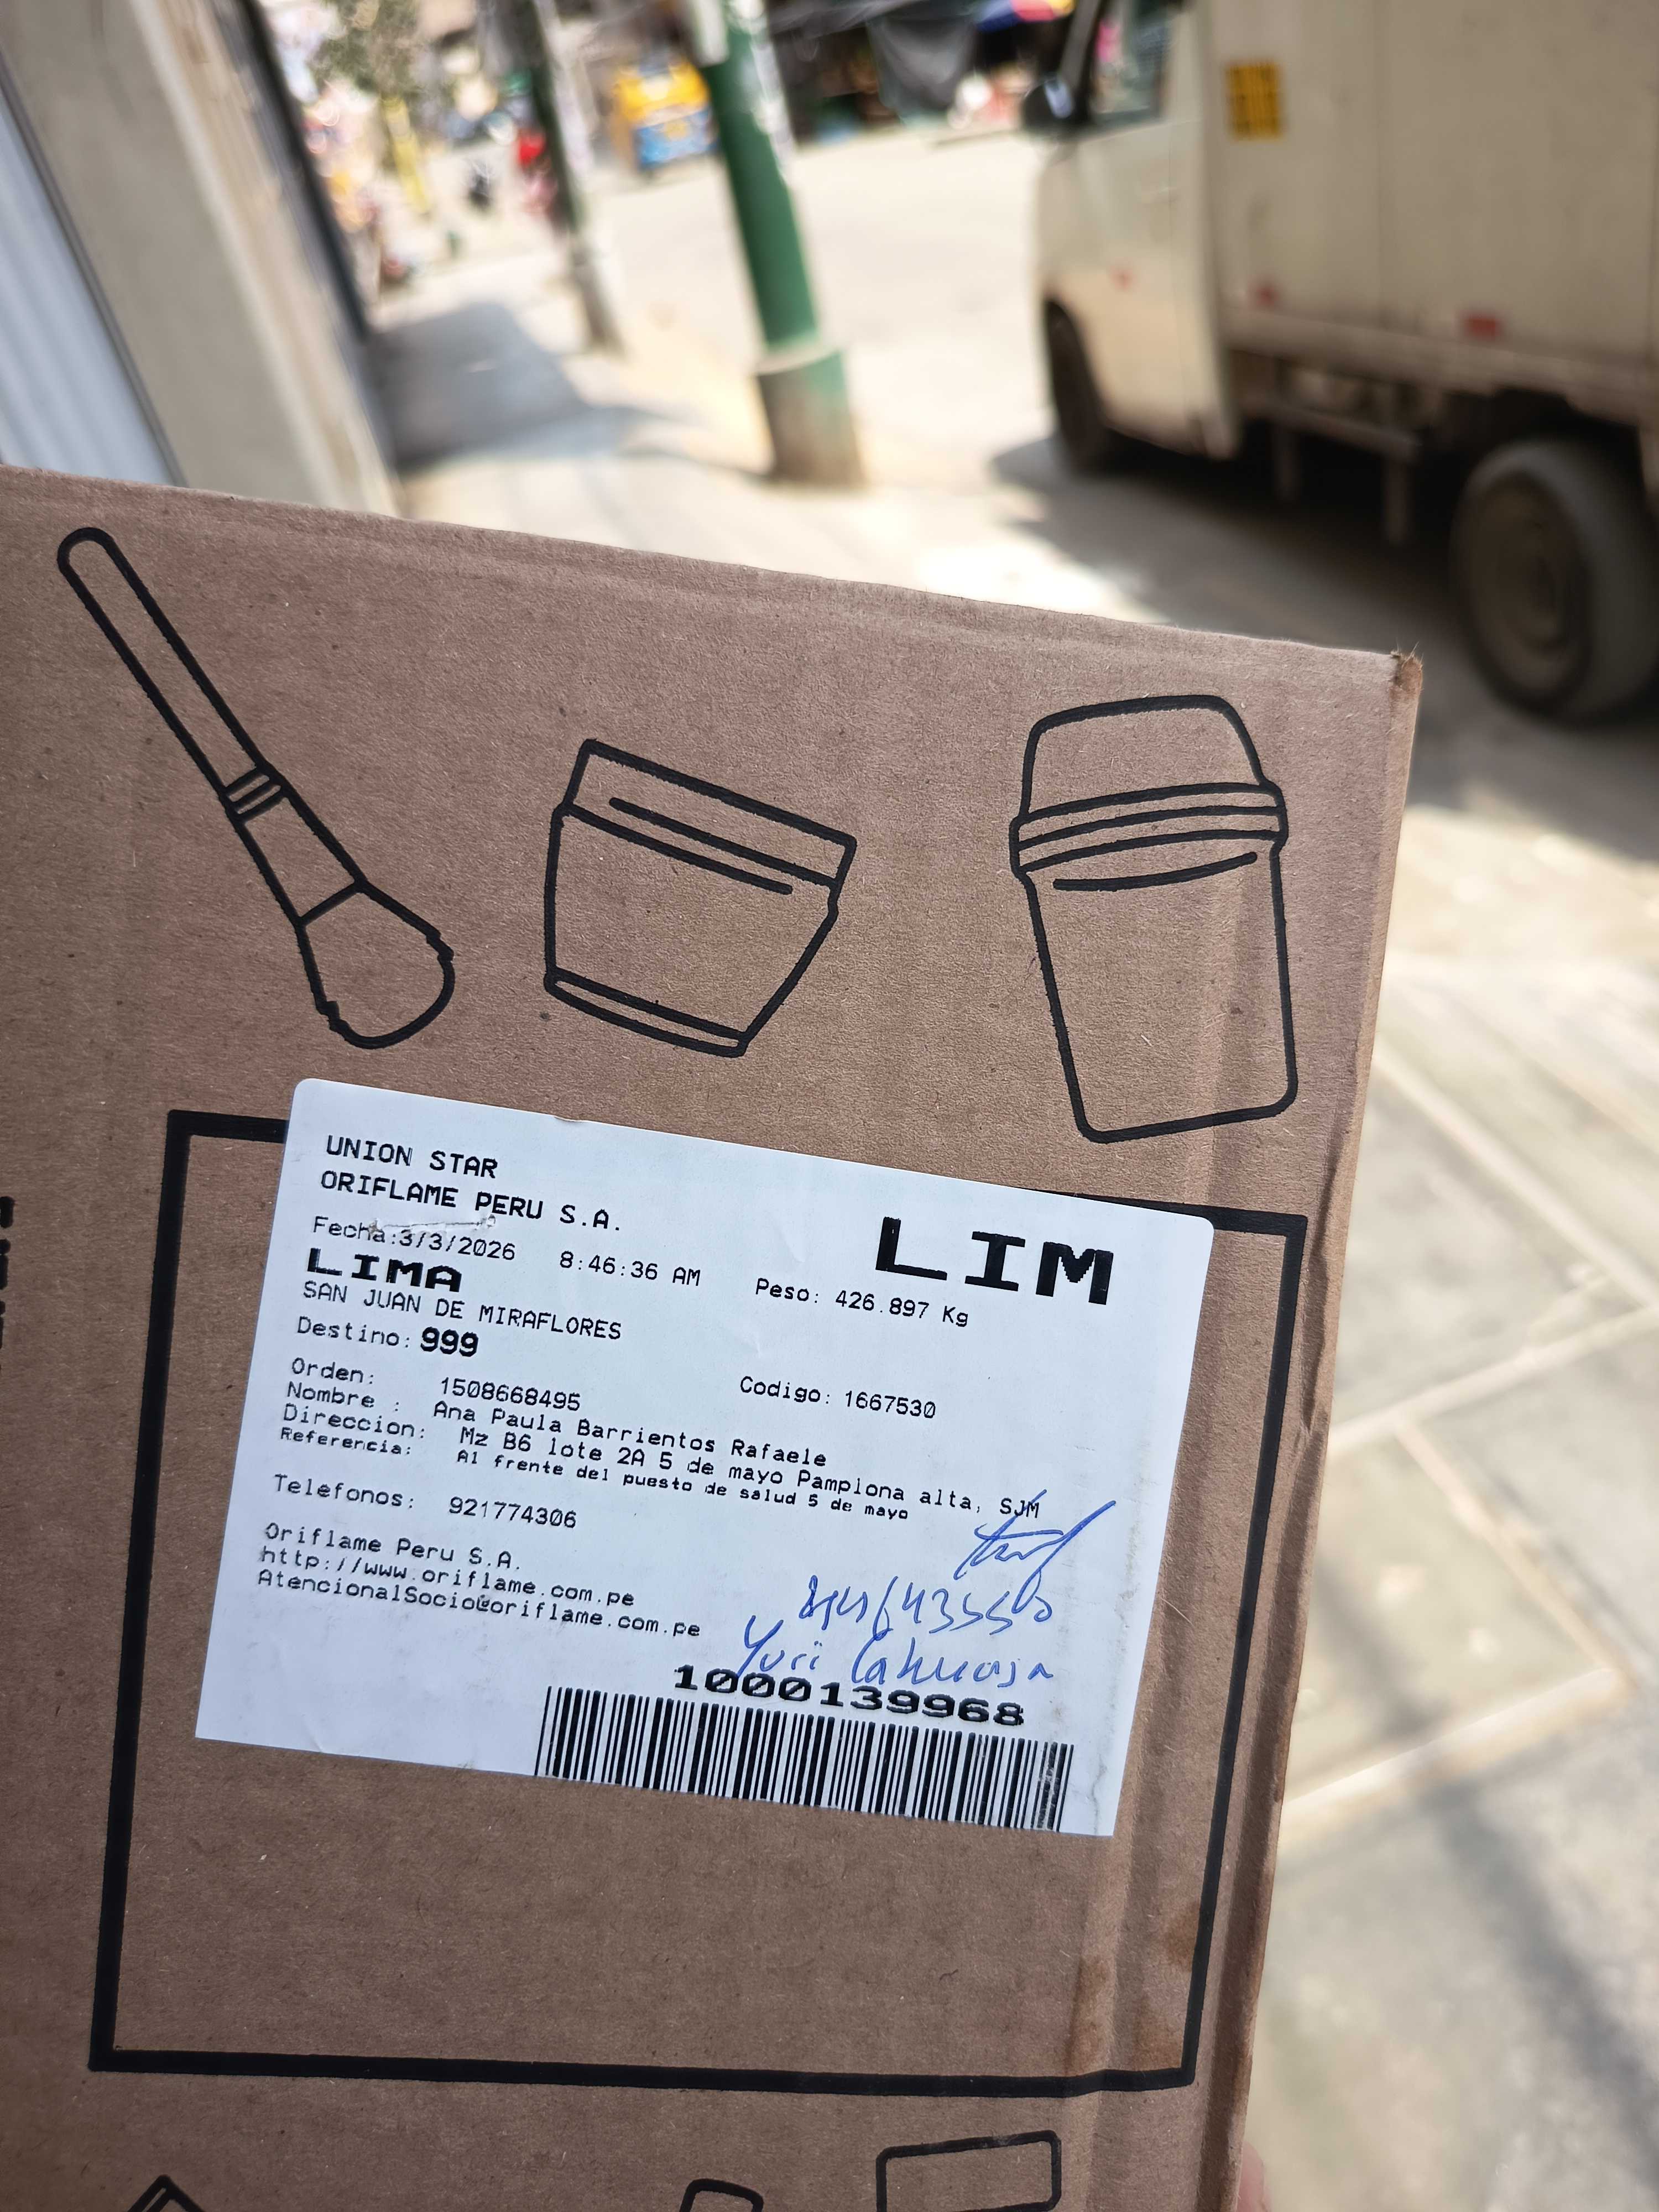 UNION STAR
ORIFLAME PERU S.A.
LIM
Fecha:3/3/2026 8:46:36 AM Peso: 426.897 Kg
LIMA
SAN JUAN DE MIRAFLORES
Destino: 999
Orden: 1508668495 Codigo: 1667530
Nombre : Ana Paula Barrientos Rafaele
Direccion: Mz B6 lote 2A 5 de mayo Pamplona alta, SJM
Referencia: Al frente del puesto de salud 5 de mayo
Telefonos: 921774306
Oriflame Peru S.A.
http://www.oriflame.com.pe
AtencionalSocio@oriflame.com.pe
Yuri
1000139968